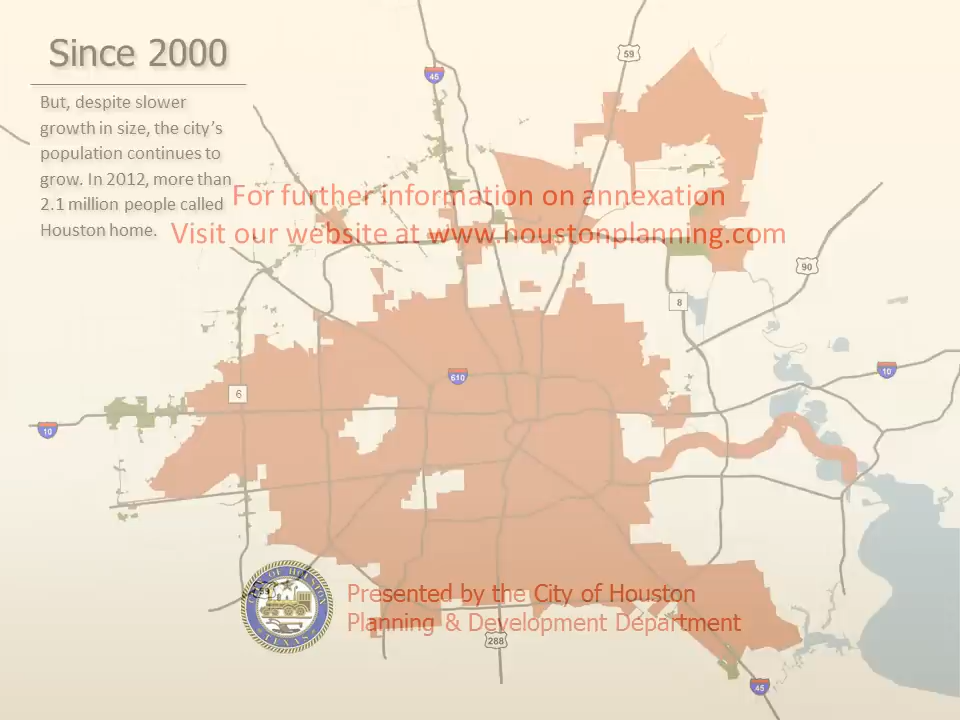 Since 2000
But, despite slower
growth in size, the city's
population continues to
grow. In 2012, more than
2.1 million people called
Houston home.
For further information on annexation
Visit our website at www.houstonplanning.com
45
59
90
8
10
610
6
10
Presented by the City of Houston
Planning & Development Department
288
45